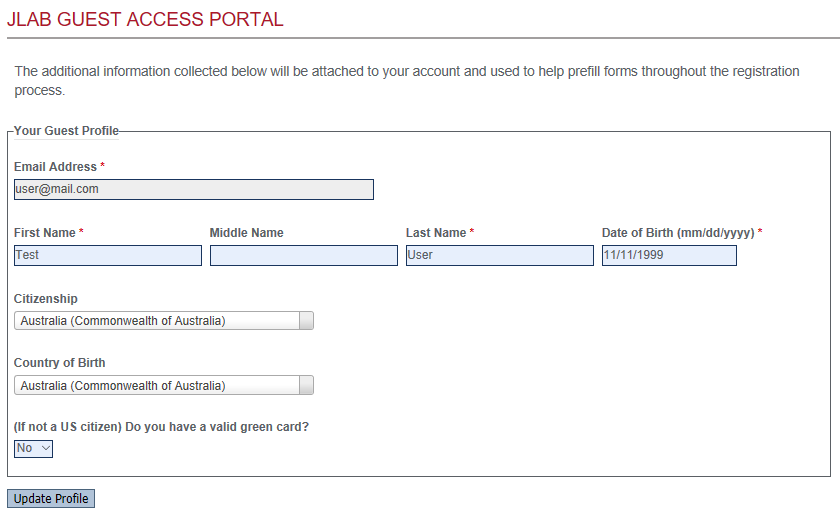 JLAB GUEST ACCESS PORTAL
The additional information collected below will be attached to your account and used to help prefill forms throughout the registration
process.
Your Guest Profile
Email Address *
user@mail.com
First Name * Middle Name Last Name * Date of Birth (mm/dd/yyyy) *
Test User 11/11/1999
Citizenship
Australia (Commonwealth of Australia)
Country of Birth
Australia (Commonwealth of Australia)
(If not a US citizen) Do you have a valid green card?
No
Update Profile